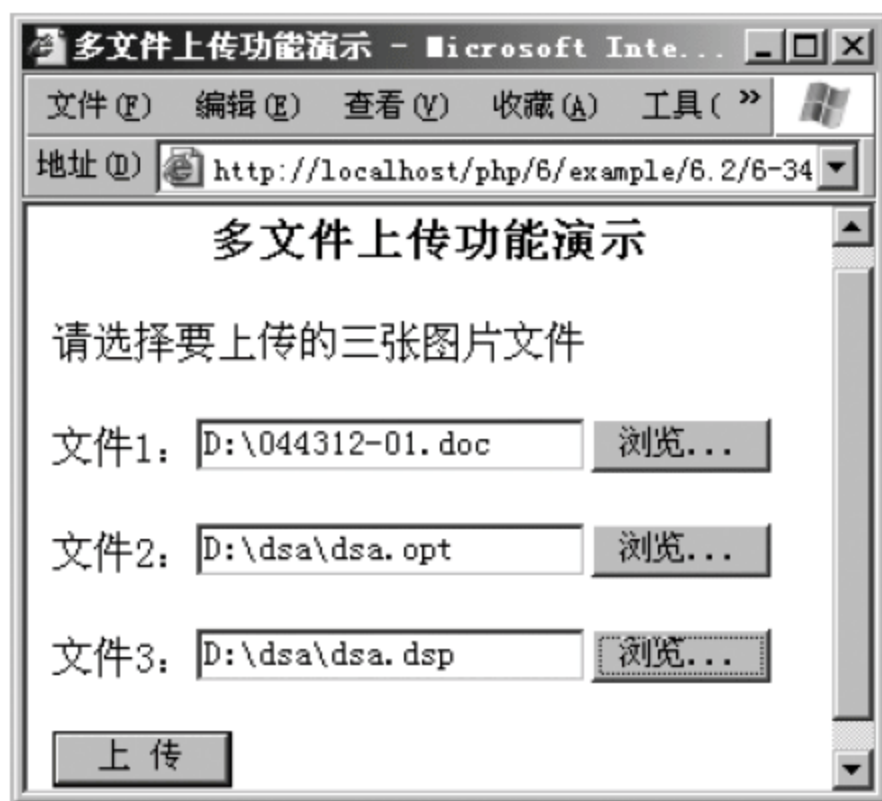 多文件上传功能演示 - Microsoft Inte...
文件(F) 编辑(E) 查看(V) 收藏(A) 工具( »
地址(D) http://localhost/php/6/example/6.2/6-34
多文件上传功能演示
请选择要上传的三张图片文件
文件1: D:\044312-01.doc 浏览...
文件2: D:\dsa\dsa.opt 浏览...
文件3: D:\dsa\dsa.dsp 浏览...
上 传